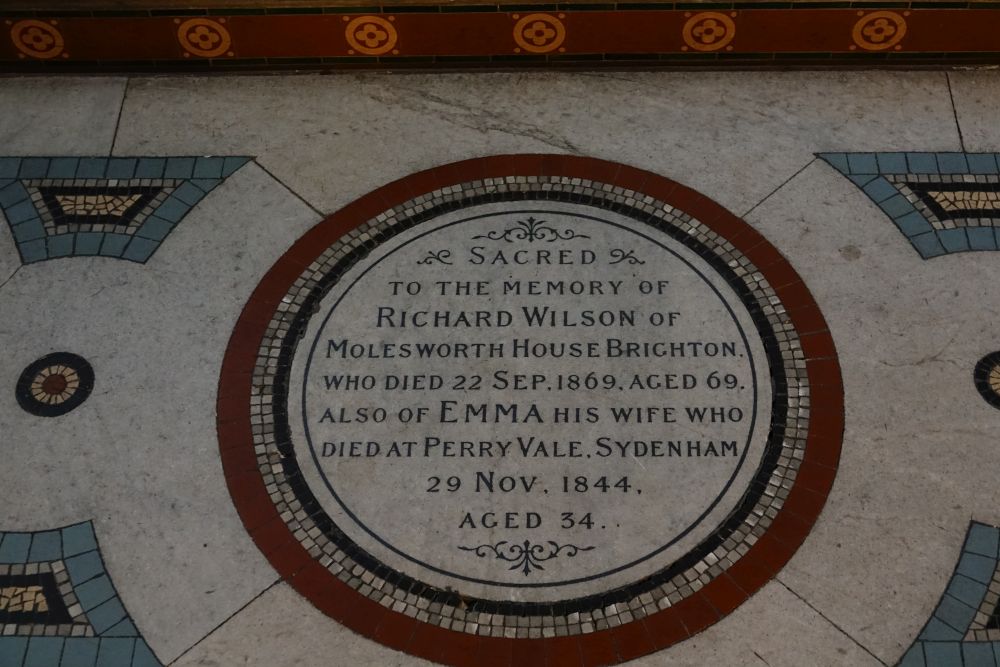 SACRED
TO THE MEMORY OF
RICHARD WILSON OF
MOLESWORTH HOUSE BRIGHTON.
WHO DIED 22 SEP. 1869. AGED 69.
ALSO OF EMMA HIS WIFE WHO
DIED AT PERRY VALE, SYDENHAM
29 NOV. 1844,
AGED 34.